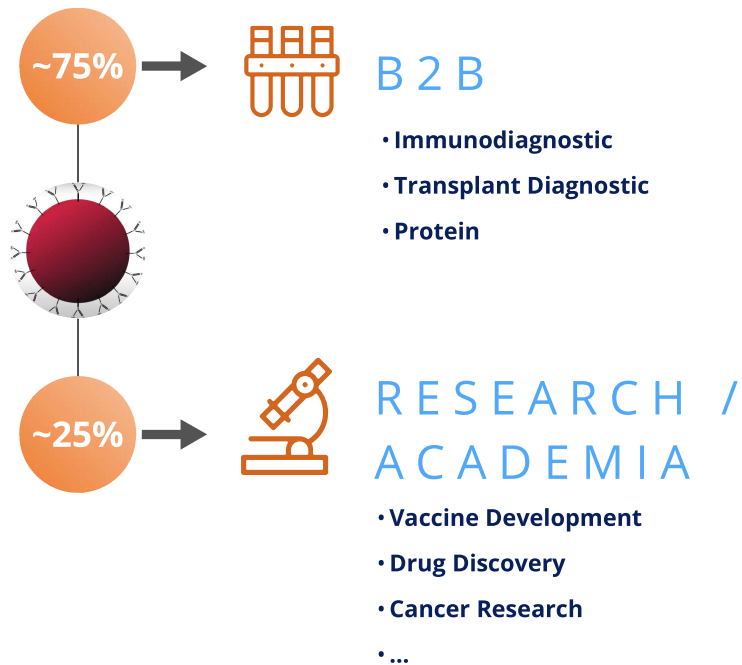 ~75%
B2B
• Immunodiagnostic
• Transplant Diagnostic
• Protein
~25%
RESEARCH /
ACADEMIA
• Vaccine Development
• Drug Discovery
• Cancer Research
• ...